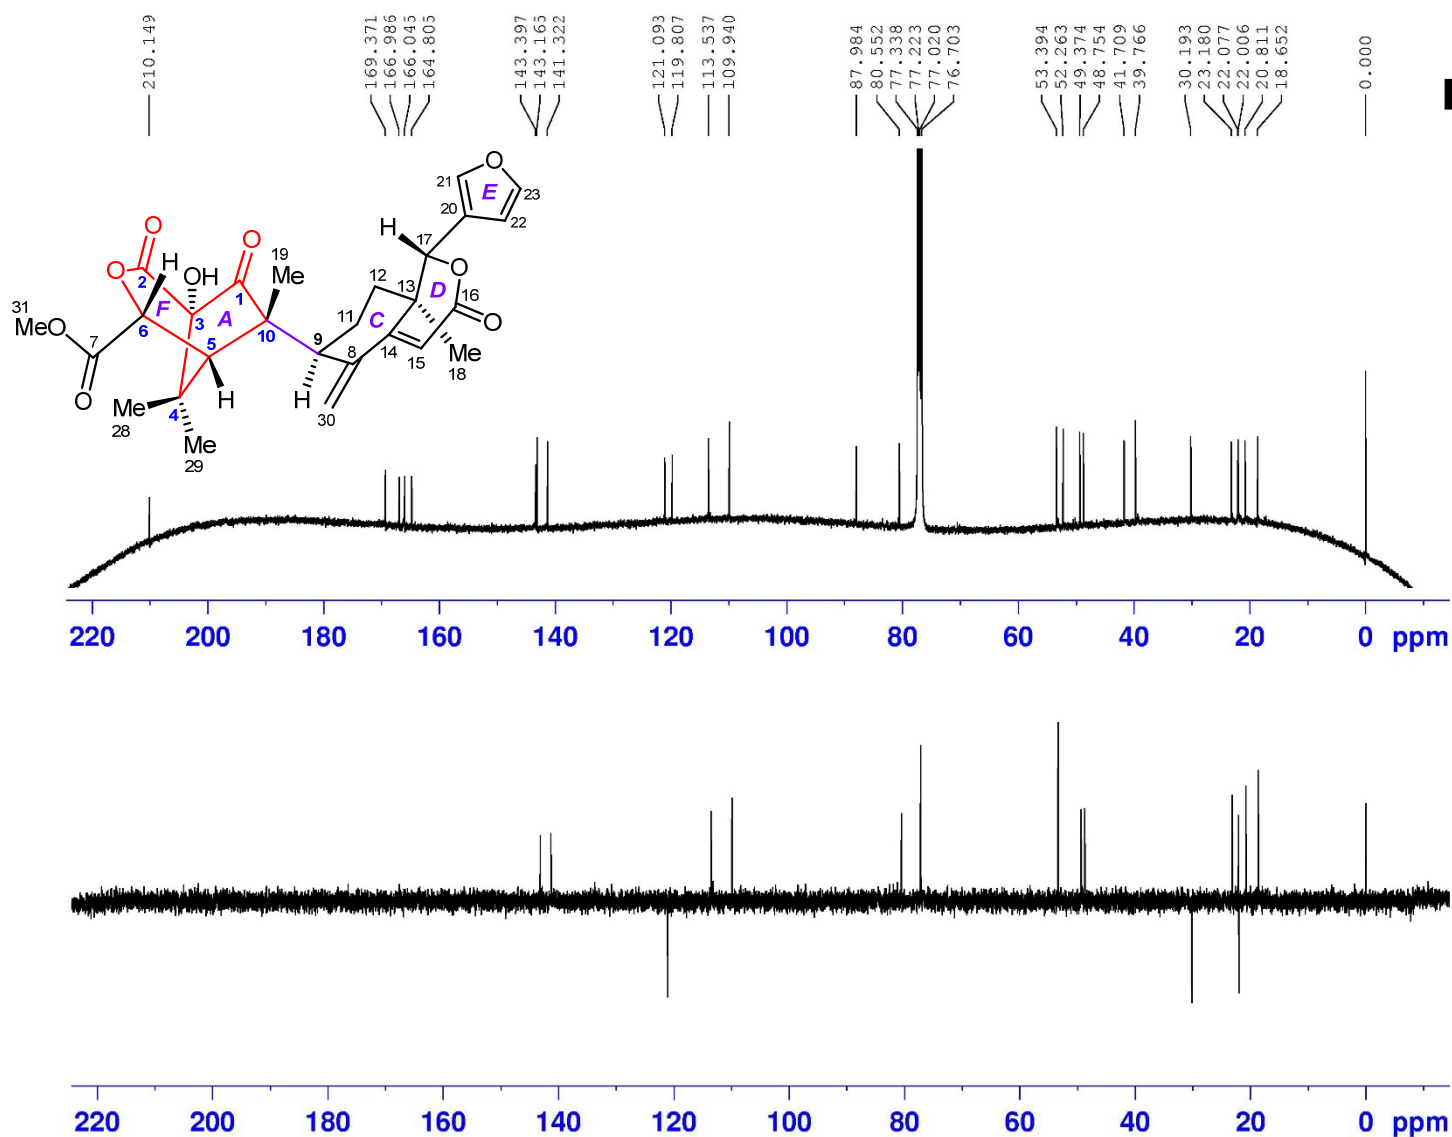 210.149 169.371 166.986 166.045 164.805 143.397 143.165 141.322 121.093 119.807 113.537 109.940 87.984 80.552 77.338 77.223 77.020 76.703 53.394 52.263 49.374 48.754 41.709 39.766 30.193 23.180 22.077 22.006 20.811 18.652 0.000
O
21 E 23
20 22
H 17
O O H OH 19 Me 12 13 D O
O 2 1 11 16 O
31 F 3 A 10 C
MeO 6 9 14 15 Me
7 5 8 18
O H H
Me 4 30
28 Me
29
220 200 180 160 140 120 100 80 60 40 20 0 ppm
220 200 180 160 140 120 100 80 60 40 20 0 ppm